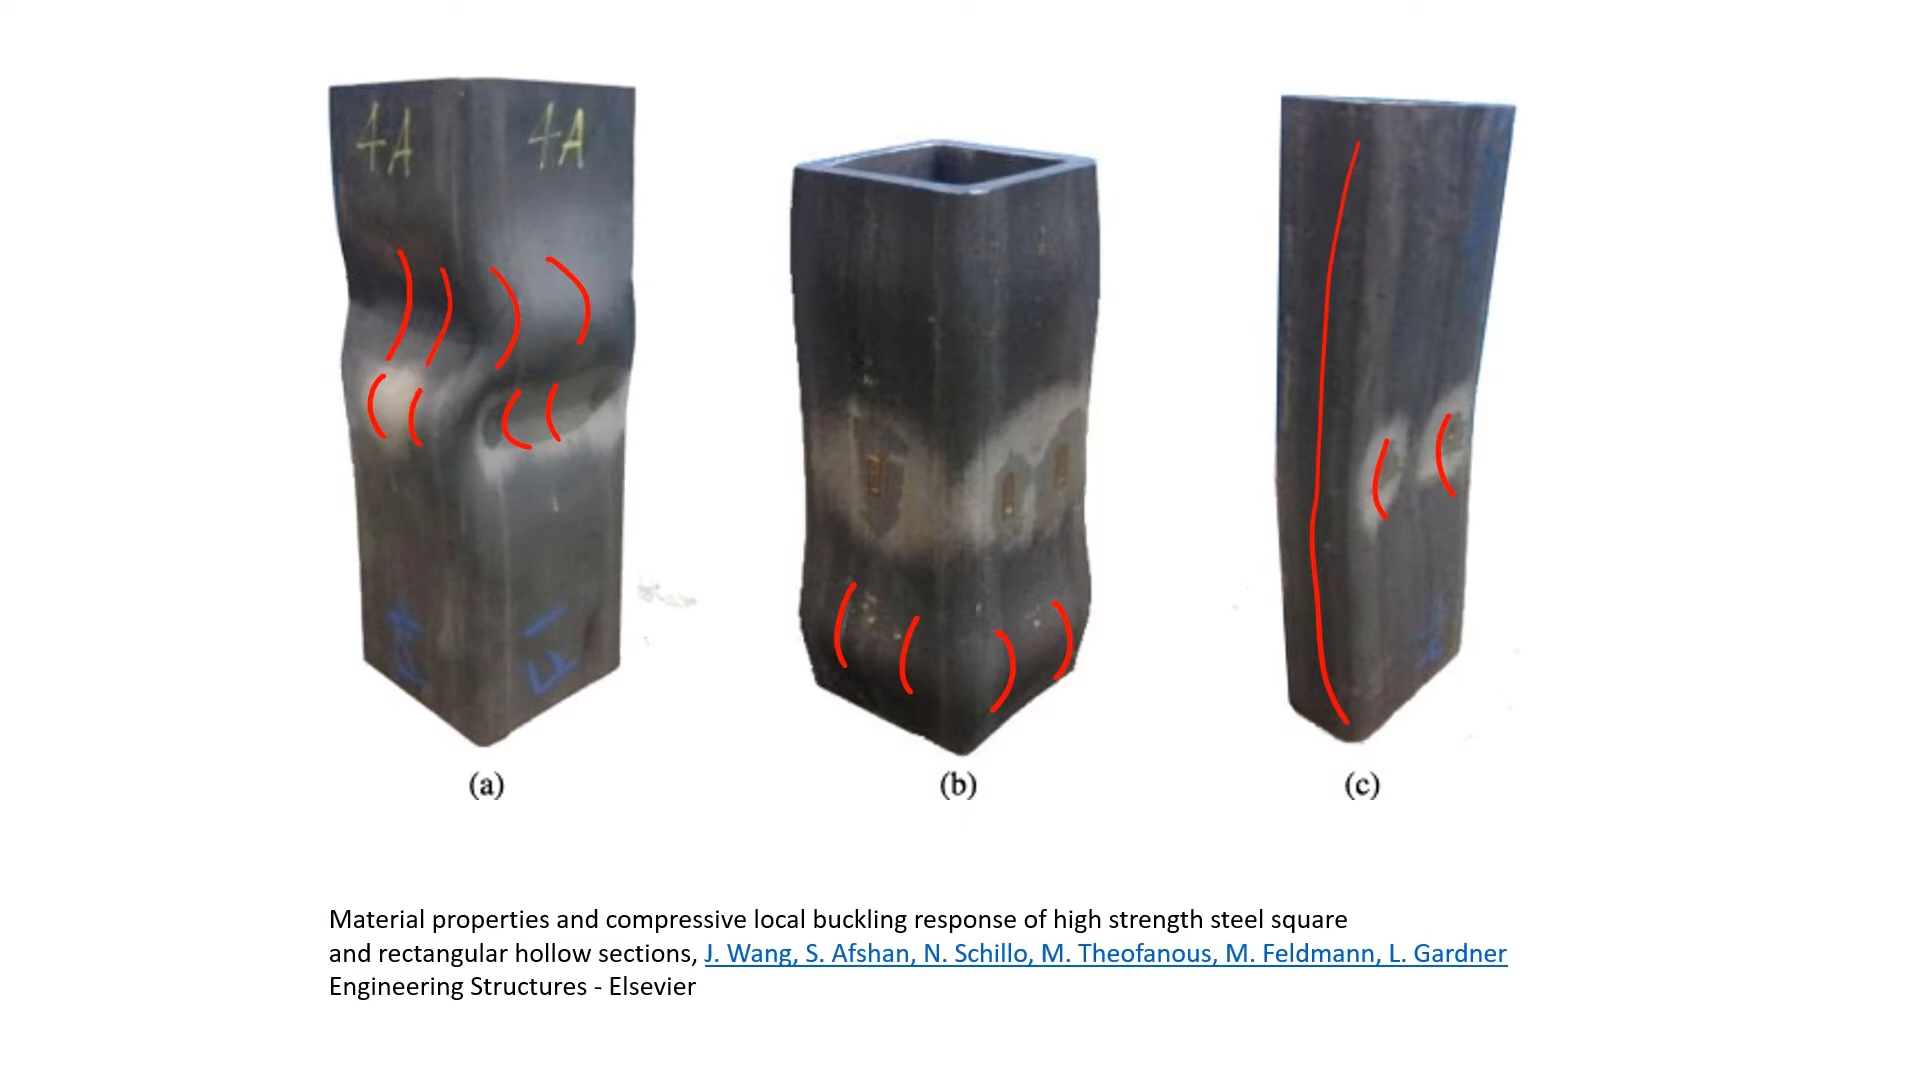 4A 4A
(a) (b) (c)
Material properties and compressive local buckling response of high strength steel square
and rectangular hollow sections, J. Wang, S. Afshan, N. Schillo, M. Theofanous, M. Feldmann, L. Gardner
Engineering Structures - Elsevier